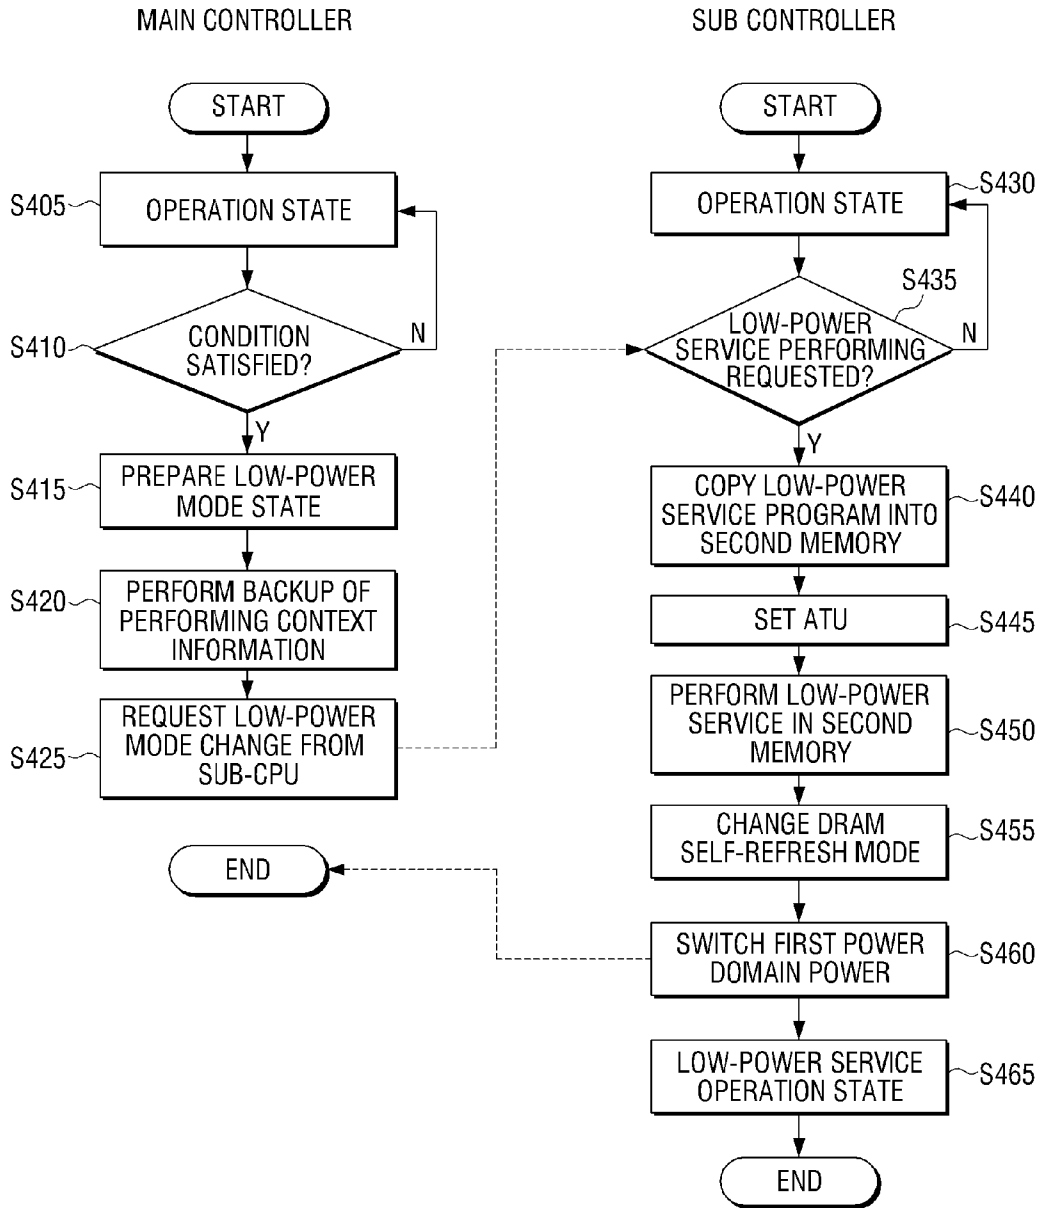 MAIN CONTROLLER
START
S405
OPERATION STATE
S410
CONDITION
SATISFIED?
N
Y
S415
PREPARE LOW-POWER
MODE STATE
S420
PERFORM BACKUP OF
PERFORMING CONTEXT
INFORMATION
S425
REQUEST LOW-POWER
MODE CHANGE FROM
SUB-CPU
END
SUB CONTROLLER
START
S430
OPERATION STATE
S435
LOW-POWER
SERVICE PERFORMING
REQUESTED?
N
Y
COPY LOW-POWER
SERVICE PROGRAM INTO
SECOND MEMORY
S440
SET ATU
S445
PERFORM LOW-POWER
SERVICE IN SECOND
MEMORY
S450
CHANGE DRAM
SELF-REFRESH MODE
S455
SWITCH FIRST POWER
DOMAIN POWER
S460
LOW-POWER SERVICE
OPERATION STATE
S465
END